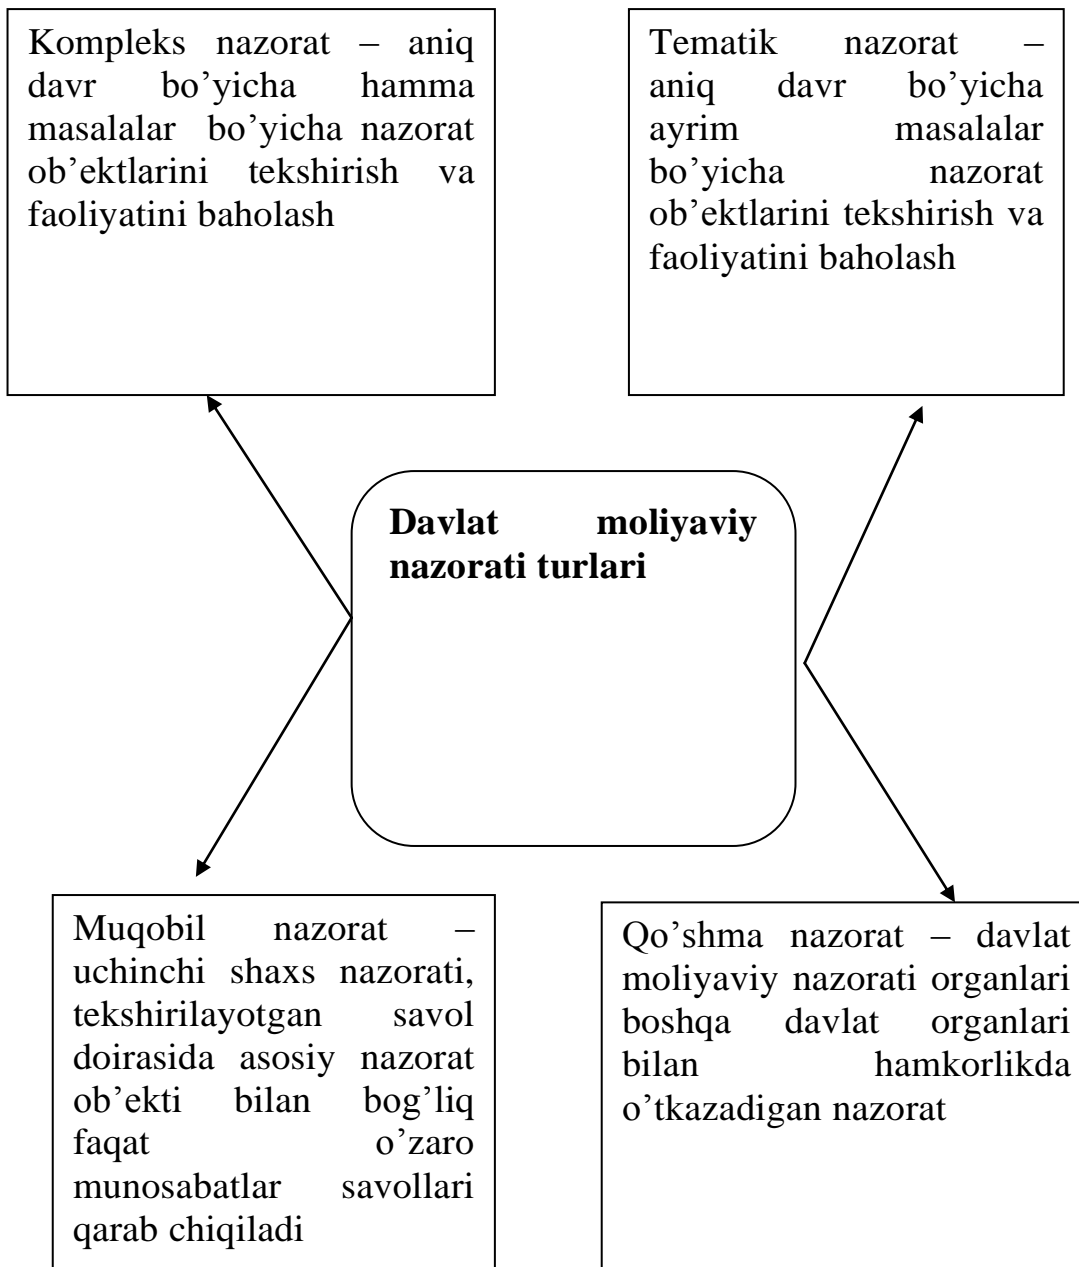 Kompleks nazorat – aniq
davr bo’yicha hamma
masalalar bo’yicha nazorat
ob’ektlarini tekshirish va
faoliyatini baholash
Tematik nazorat –
aniq davr bo’yicha
ayrim masalalar
bo’yicha nazorat
ob’ektlarini tekshirish va
faoliyatini baholash
Davlat moliyaviy
nazorati turlari
Muqobil nazorat –
uchinchi shaxs nazorati,
tekshirilayotgan savol
doirasida asosiy nazorat
ob’ekti bilan bog’liq
faqat o’zaro
munosabatlar savollari
qarab chiqiladi
Qo’shma nazorat – davlat
moliyaviy nazorati organlari
boshqa davlat organlari
bilan hamkorlikda
o’tkazadigan nazorat